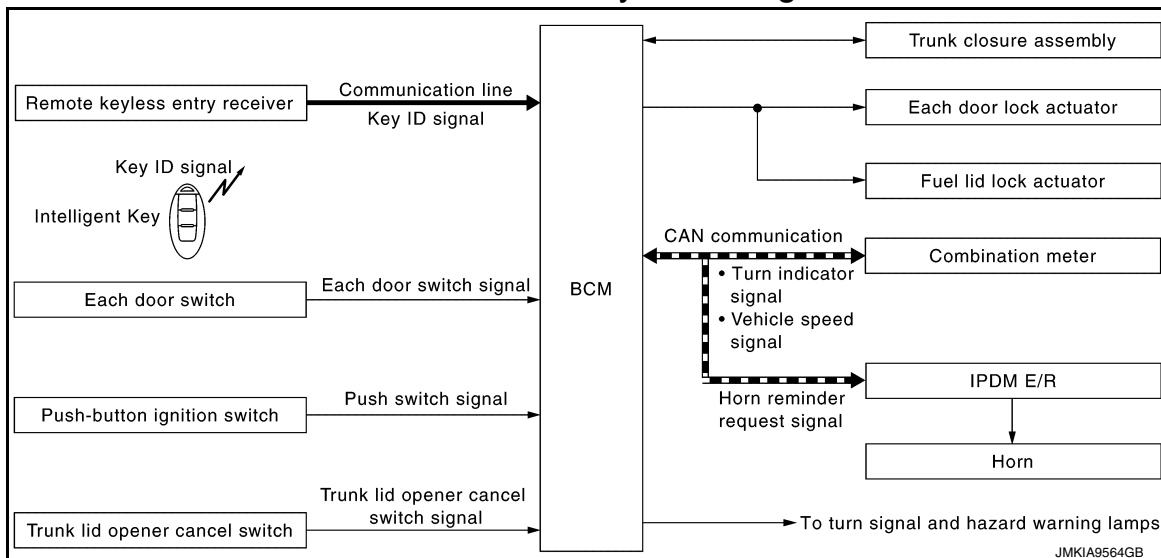 Remote keyless entry receiver
Communication line
Key ID signal
Key ID signal
Intelligent Key
Each door switch
Each door switch signal
Push-button ignition switch
Push switch signal
Trunk lid opener cancel switch
Trunk lid opener cancel
switch signal
BCM
Trunk closure assembly
Each door lock actuator
Fuel lid lock actuator
CAN communication
• Turn indicator
signal
• Vehicle speed
signal
Combination meter
Horn reminder
request signal
IPDM E/R
Horn
To turn signal and hazard warning lamps
JMKIA9564GB